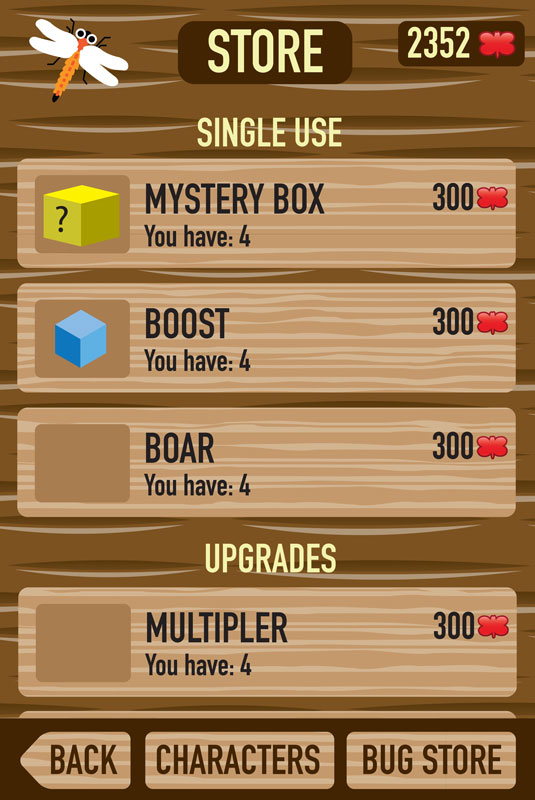 STORE
2352
SINGLE USE
?
MYSTERY BOX
300
You have: 4
BOOST
300
You have: 4
BOAR
300
You have: 4
UPGRADES
MULTIPLER
300
You have: 4
BACK
CHARACTERS
BUG STORE